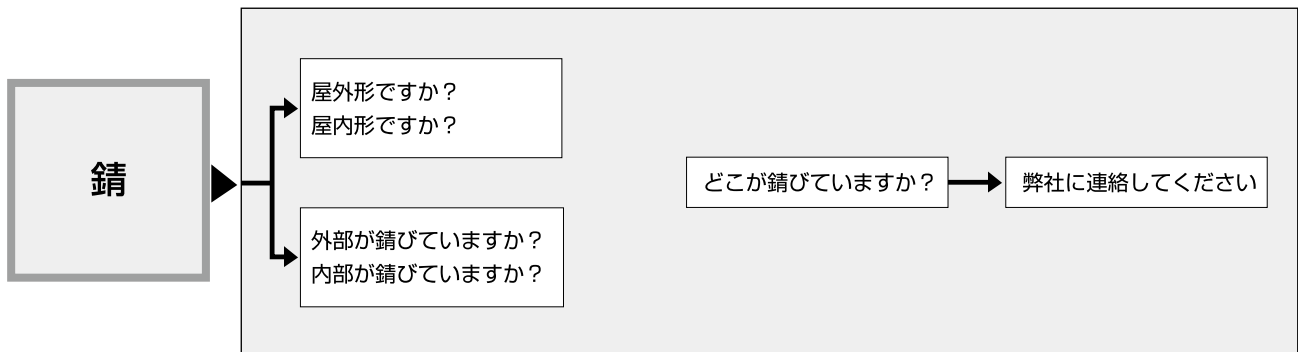 錆
屋外形ですか？
屋内形ですか？
外部が錆びていますか？
内部が錆びていますか？
どこが錆びていますか？
弊社に連絡してください